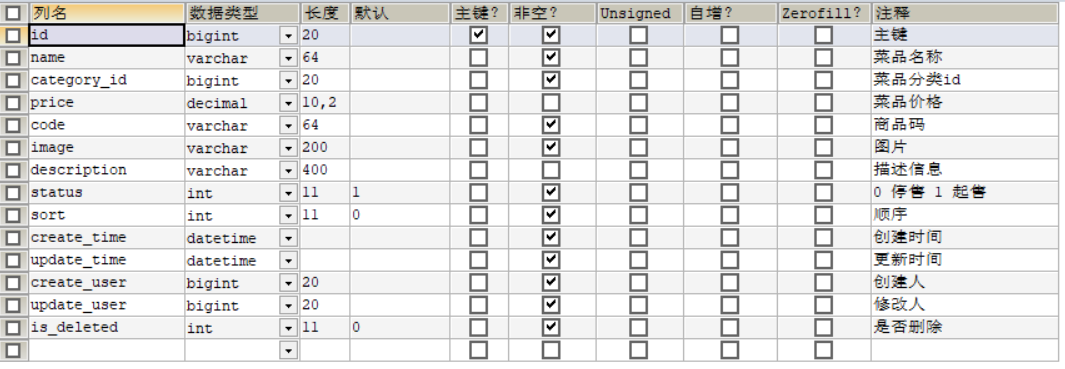 列名 数据类型 长度 默认 主键? 非空? Unsigned 自增? Zerofill? 注释
id bigint 20 主键
name varchar 64 菜品名称
category_id bigint 20 菜品分类id
price decimal 10,2 菜品价格
code varchar 64 商品码
image varchar 200 图片
description varchar 400 描述信息
status int 11 1 0 停售 1 起售
sort int 11 0 顺序
create_time datetime 创建时间
update_time datetime 更新时间
create_user bigint 20 创建人
update_user bigint 20 修改人
is_deleted int 11 0 是否删除